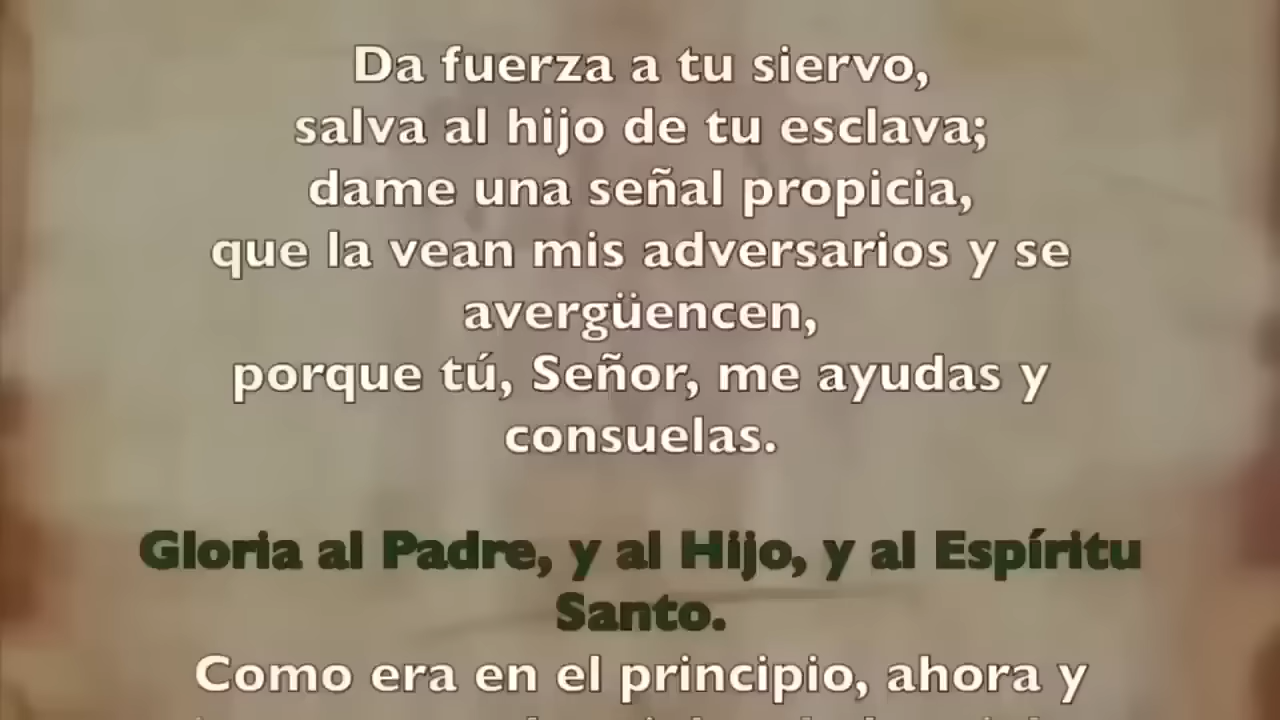 Da fuerza a tu siervo,
salva al hijo de tu esclava;
dame una señal propicia,
que la vean mis adversarios y se
avergüencen,
porque tú, Señor, me ayudas y
consuelas.
Gloria al Padre, y al Hijo, y al Espíritu
Santo.
Como era en el principio, ahora y